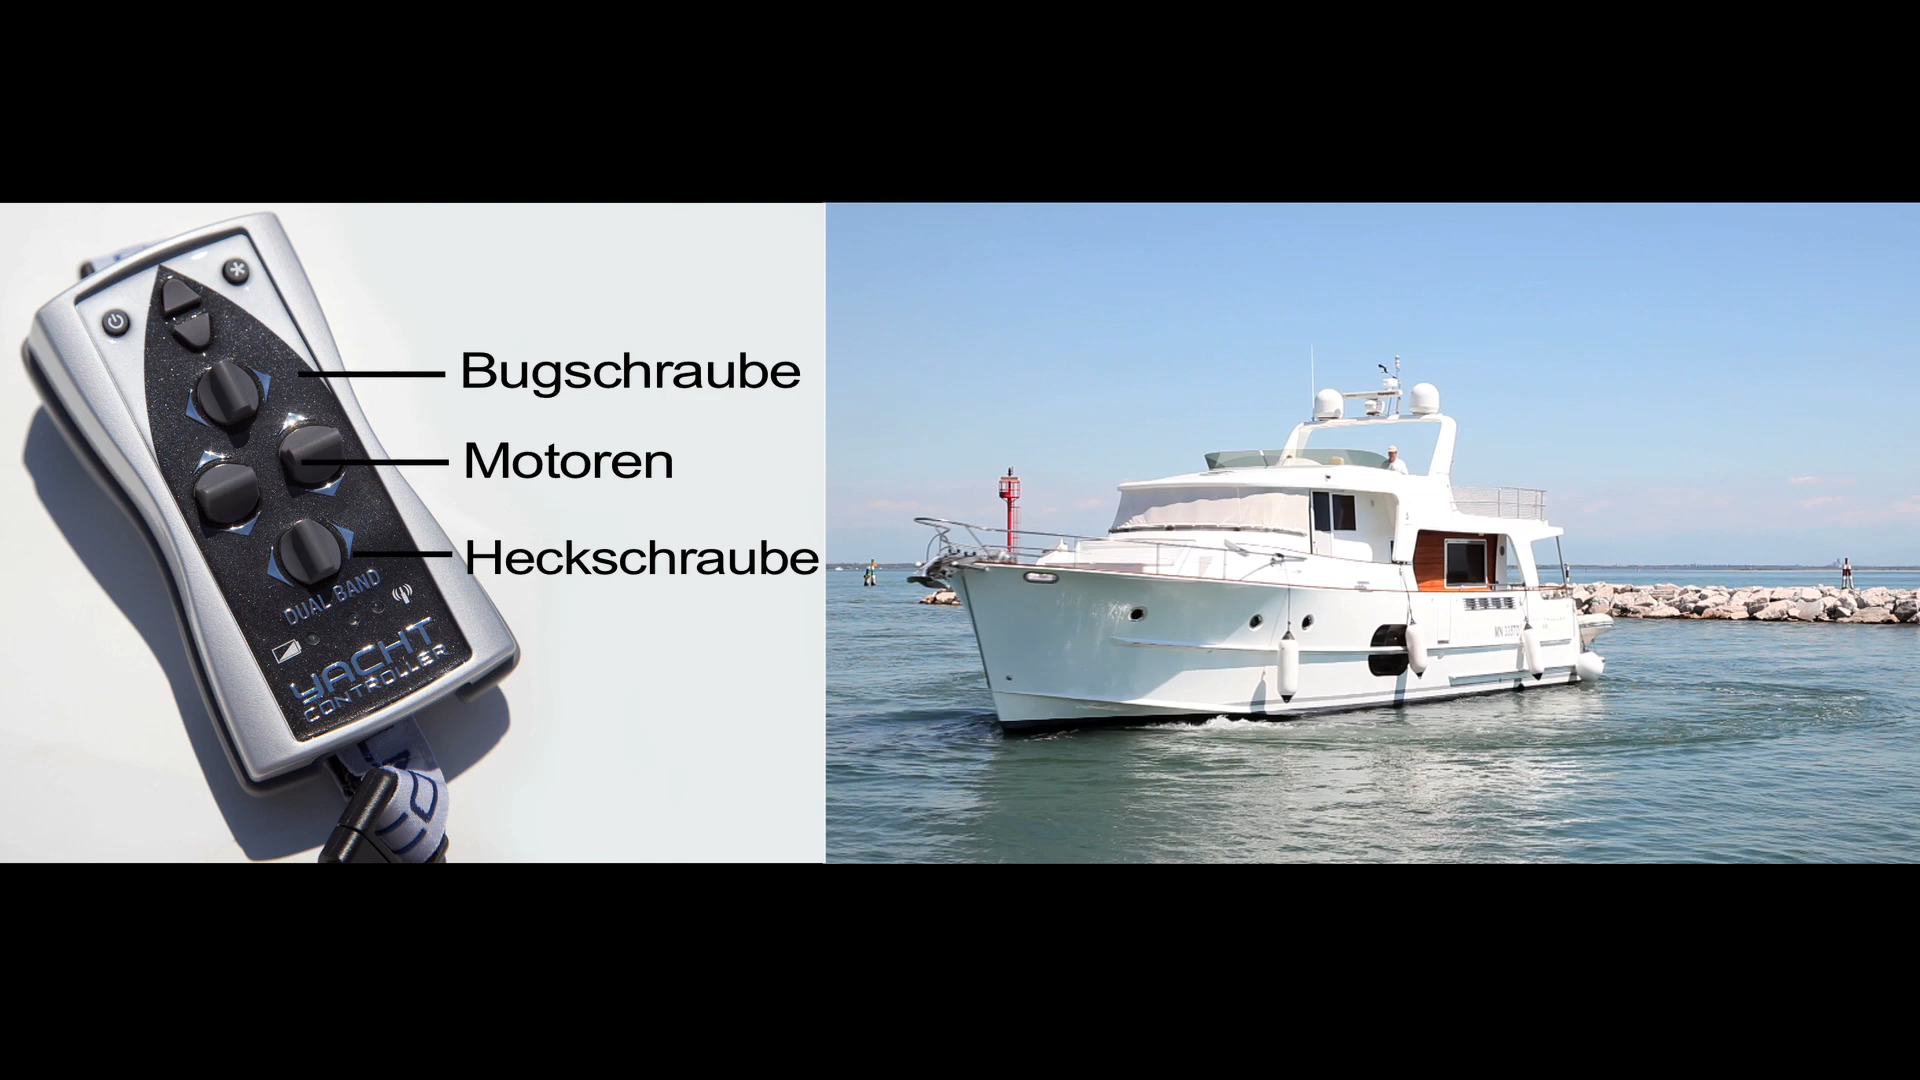 Bugschraube
Motoren
Heckschraube
DUAL BAND
YACHT
CONTROLLER